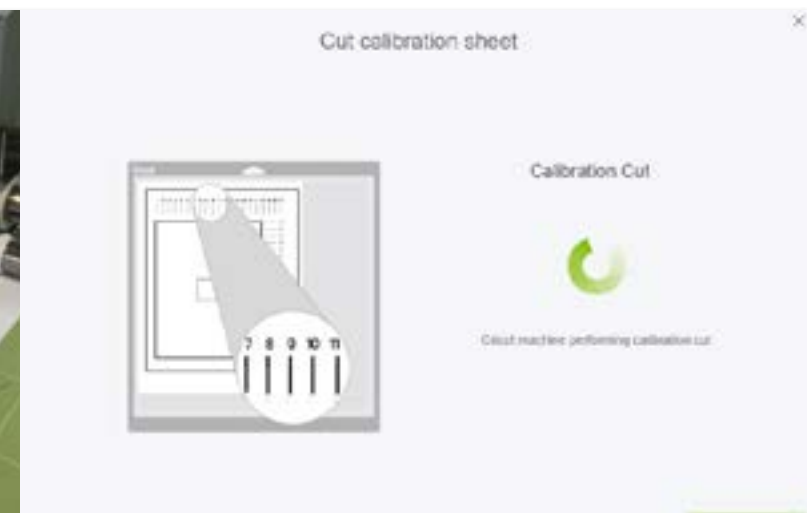 Cut calibration sheet
Calibration Cut
7 8 9 10 11
Cricut machine performing calibration cut